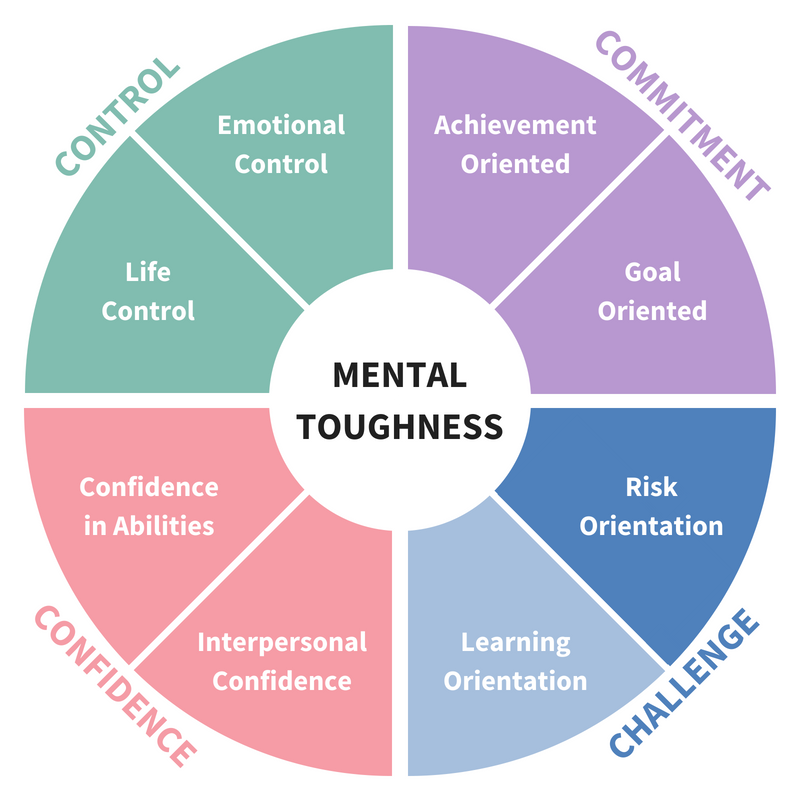 CONTROL
COMMITMENT
Emotional
Control
Achievement
Oriented
Life
Control
Goal
Oriented
MENTAL
TOUGHNESS
Confidence
in Abilities
Risk
Orientation
Interpersonal
Confidence
Learning
Orientation
CONFIDENCE
CHALLENGE